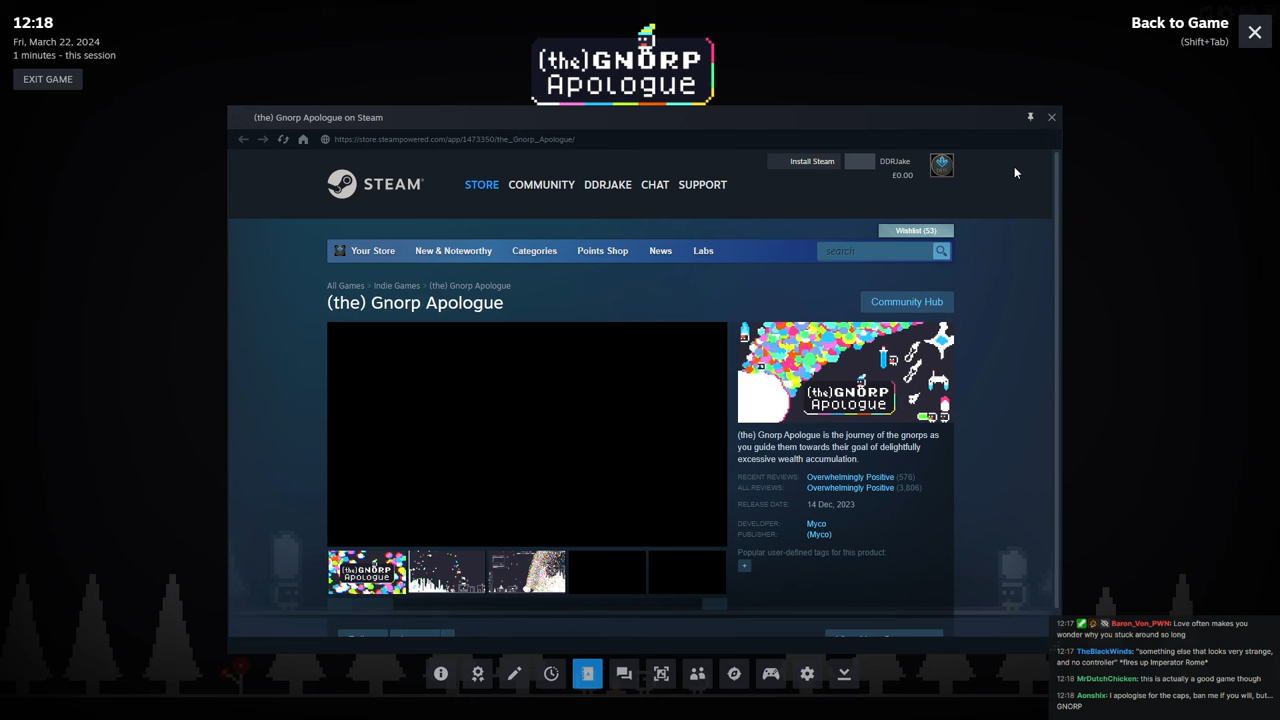 12:18
Fri, March 22, 2024
1 minutes - this session
EXIT GAME
(the) GNORP
Apologue
Back to Game
(Shift+Tab)
(the) Gnorp Apologue on Steam
https://store.steampowered.com/app/1473350/the_Gnorp_Apologue/
Install Steam
DDRJake
£0.00
STEAM
STORE COMMUNITY DDRJAKE CHAT SUPPORT
Wishlist (53)
Your Store New & Noteworthy Categories Points Shop News Labs
search
All Games > Indie Games > (the) Gnorp Apologue
(the) Gnorp Apologue
Community Hub
(the) GNORP
Apologue
(the) Gnorp Apologue is the journey of the gnorps as
you guide them towards their goal of delightfully
excessive wealth accumulation.
RECENT REVIEWS: Overwhelmingly Positive (576)
ALL REVIEWS: Overwhelmingly Positive (3,806)
RELEASE DATE: 14 Dec, 2023
DEVELOPER: Myco
PUBLISHER: (Myco)
Popular user-defined tags for this product:
+
(the) GNORP
Apologue
12:17 Baron_Von_PWN: Love often makes you
wonder why you stuck around so long
12:17 TheBlackWinds: "something else that looks very strange,
and no controller" *fires up Imperator Rome*
12:18 MrDutchChicken: this is actually a good game though
12:18 Aonshix: I apologise for the caps, ban me if you will, but...
GNORP